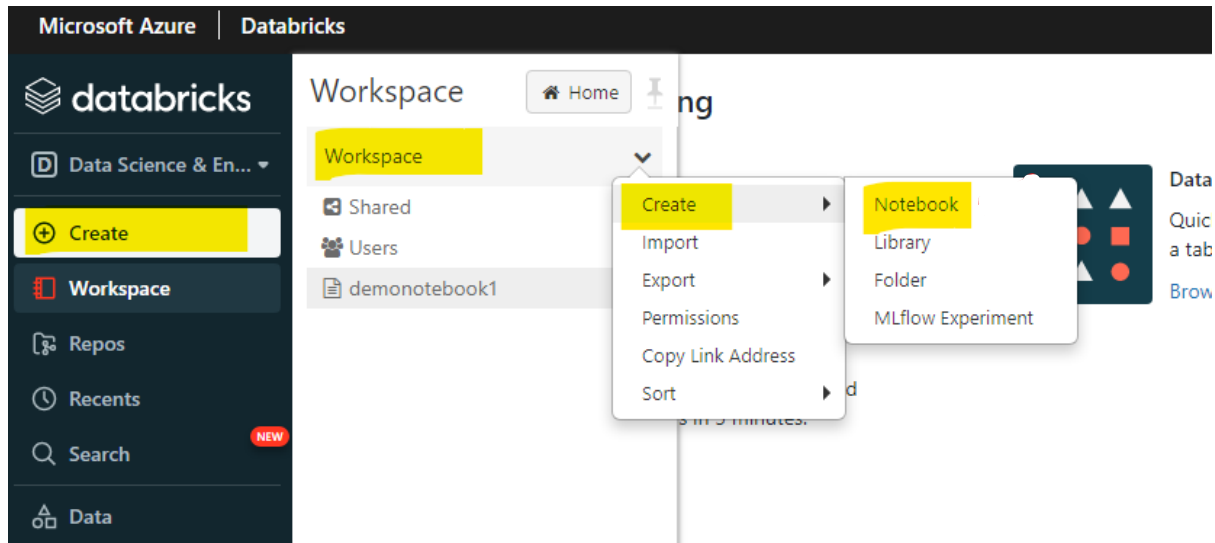 Microsoft Azure | Databricks
databricks
Data Science & En...
Create
Workspace
Repos
Recents
NEW
Search
Data
Workspace
Home
Workspace
Shared
Users
demonotebook1
Create
Import
Export
Permissions
Copy Link Address
Sort
Notebook
Library
Folder
MLflow Experiment
ng
Data
Quic
a tab
Brow
d
s in 5 minutes.